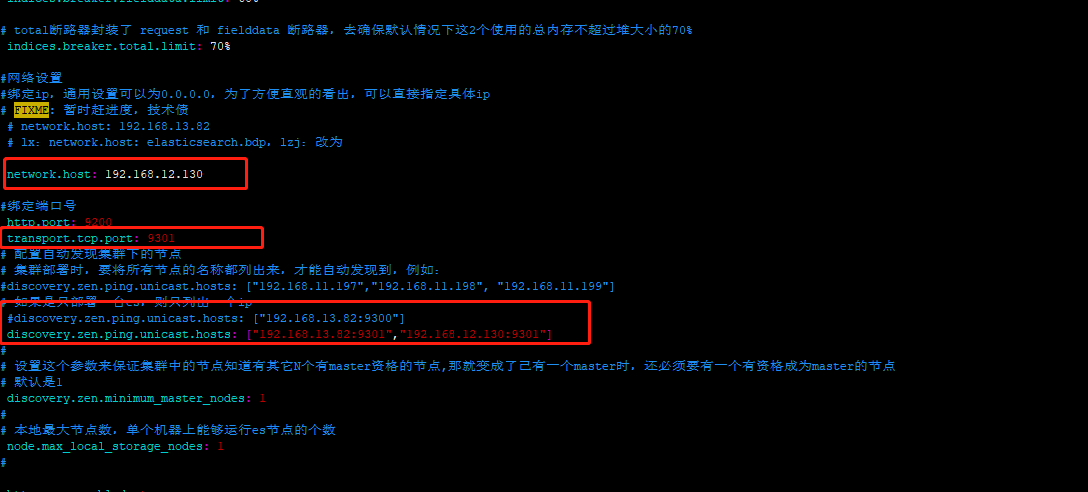 # total断路器封装了 request 和 fielddata 断路器，去确保默认情况下这2个使用的总内存不超过堆大小的70%
indices.breaker.total.limit: 70%
#网络设置
#绑定ip，通用设置可以为0.0.0.0，为了方便直观的看出，可以直接指定具体ip
# FIXME: 暂时赶进度，技术债
# network.host: 192.168.13.82
# lx：network.host: elasticsearch.bdp，lzj：改为
network.host: 192.168.12.130
#绑定端口号
http.port: 9200
transport.tcp.port: 9301
# 配置自动发现集群下的节点
# 集群部署时，要将所有节点的名称都列出来，才能自动发现到，例如：
#discovery.zen.ping.unicast.hosts: ["192.168.11.197","192.168.11.198", "192.168.11.199"]
# 如果是只部署一台es，则只列出一个ip
#discovery.zen.ping.unicast.hosts: ["192.168.13.82:9300"]
discovery.zen.ping.unicast.hosts: ["192.168.13.82:9301","192.168.12.130:9301"]
#
# 设置这个参数来保证集群中的节点知道有其它N个有master资格的节点,那就变成了已有一个master时，还必须要有一个有资格成为master的节点
# 默认是1
discovery.zen.minimum_master_nodes: 1
#
# 本地最大节点数，单个机器上能够运行es节点的个数
node.max_local_storage_nodes: 1
#